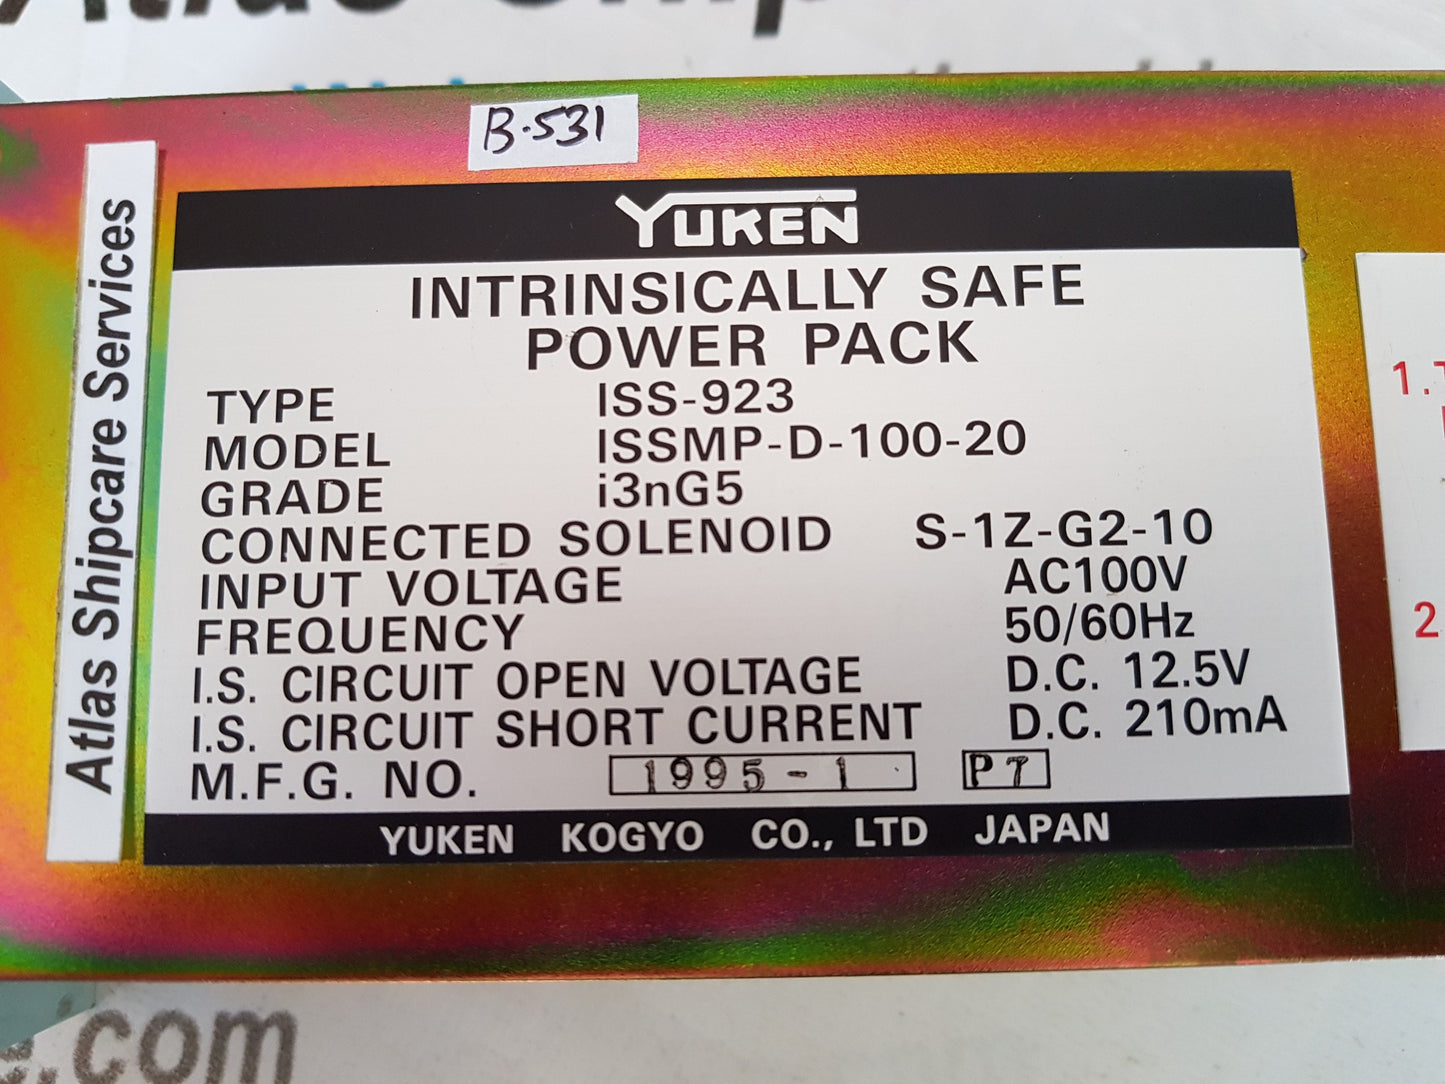 B-531
Atlas Shipcare Services
YUKEN
INTRINSICALLY SAFE
POWER PACK
TYPE ISS-923
MODEL ISSMP-D-100-20
GRADE i3nG5
CONNECTED SOLENOID S-1Z-G2-10
INPUT VOLTAGE AC100V
FREQUENCY 50/60Hz
I.S. CIRCUIT OPEN VOLTAGE D.C. 12.5V
I.S. CIRCUIT SHORT CURRENT D.C. 210mA
M.F.G. NO. 1995-1 P7
YUKEN KOGYO CO., LTD JAPAN
1.
2
.com